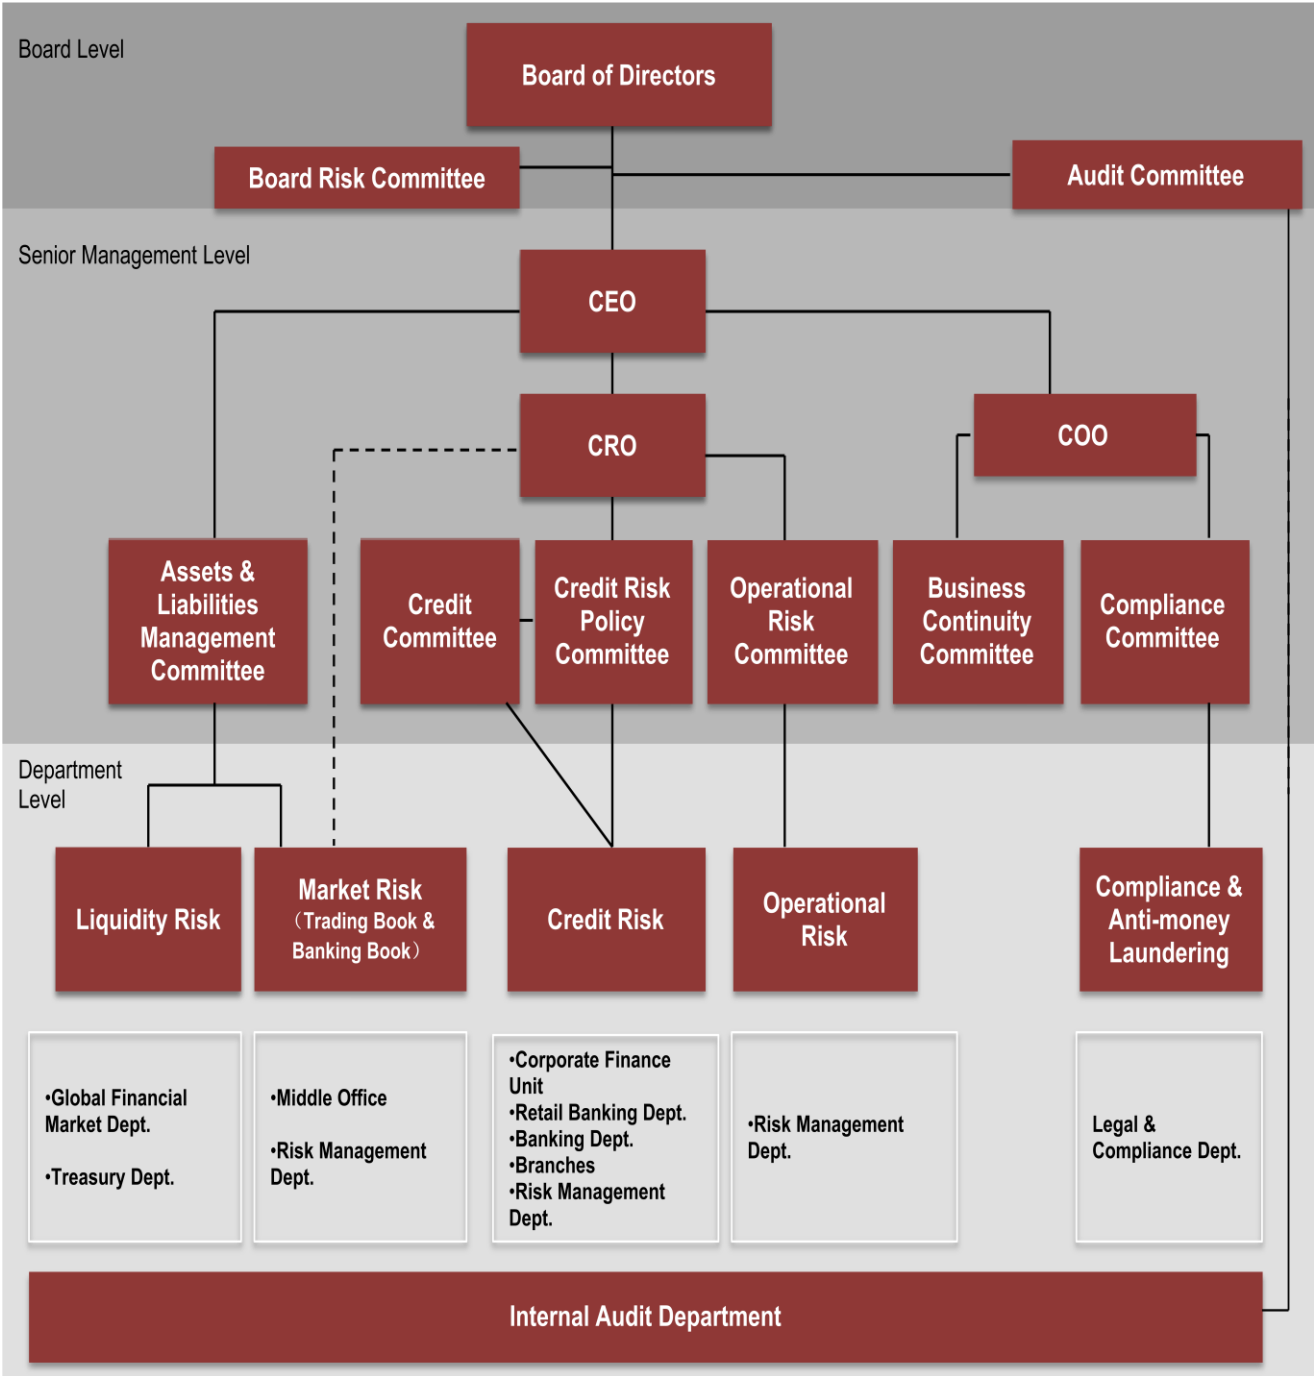 Board Level
Board of Directors
Board Risk Committee
Audit Committee
Senior Management Level
CEO
CRO
COO
Assets &
Liabilities
Management
Committee
Credit
Committee
Credit Risk
Policy
Committee
Operational
Risk
Committee
Business
Continuity
Committee
Compliance
Committee
Department
Level
Liquidity Risk
Market Risk
（Trading Book &
Banking Book）
Credit Risk
Operational
Risk
Compliance &
Anti-money
Laundering
•Global Financial
Market Dept.
•Treasury Dept.
•Middle Office
•Risk Management
Dept.
•Corporate Finance
Unit
•Retail Banking Dept.
•Banking Dept.
•Branches
•Risk Management
Dept.
•Risk Management
Dept.
Legal &
Compliance Dept.
Internal Audit Department